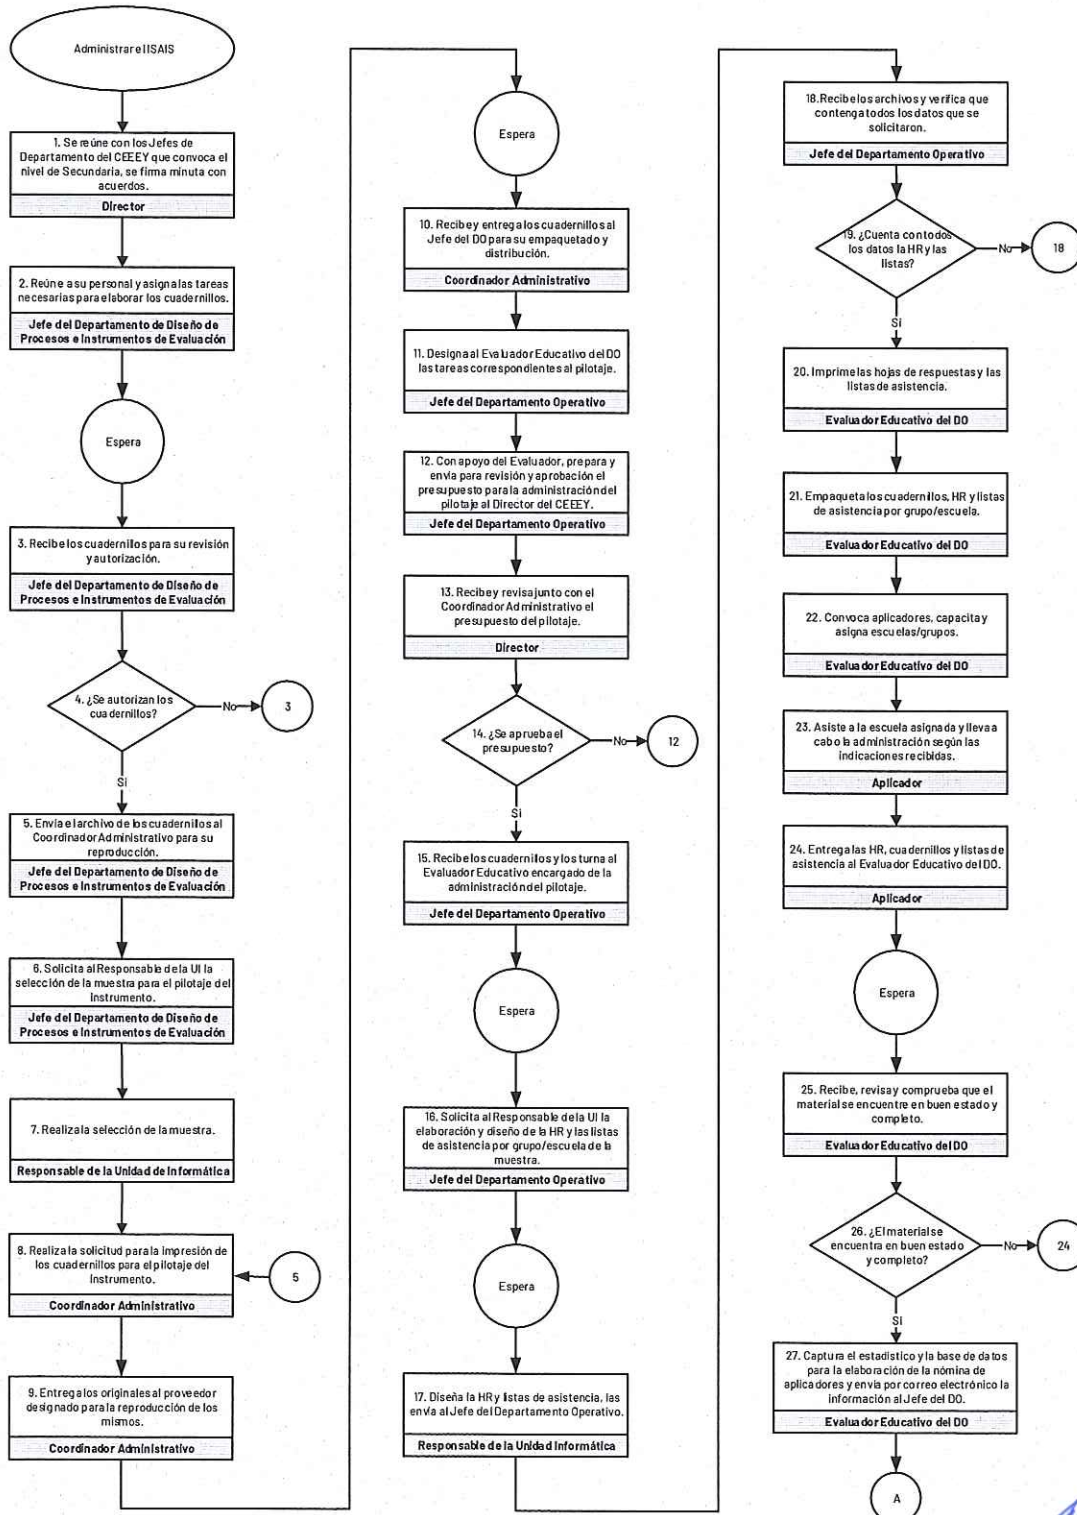 Administrar el ISAIS
1. Se reúne con los Jefes de
Departamento del CEEEY que convoca el
nivel de Secundaria, se firma minuta con
acuerdos.
Director
2. Reúne a su personal y asigna las tareas
necesarias para elaborar los cuadernillos.
Jefe del Departamento de Diseño de
Procesos e Instrumentos de Evaluación
Espera
3. Recibe los cuadernillos para su revisión
y autorización.
Jefe del Departamento de Diseño de
Procesos e Instrumentos de Evaluación
4. ¿Se autorizan los
cuadernillos?
No
3
Sí
5. Envía el archivo de los cuadernillos al
Coordinador Administrativo para su
reproducción.
Jefe del Departamento de Diseño de
Procesos e Instrumentos de Evaluación
6. Solicita al Responsable de la UI la
selección de la muestra para el pilotaje del
Instrumento.
Jefe del Departamento de Diseño de
Procesos e Instrumentos de Evaluación
7. Realiza la selección de la muestra.
Responsable de la Unidad de Informática
8. Realiza la solicitud para la impresión de
los cuadernillos para el pilotaje del
Instrumento.
Coordinador Administrativo
5
9. Entrega los originales al proveedor
designado para la reproducción de los
mismos.
Coordinador Administrativo
Espera
10. Recibe y entrega los cuadernillos al
Jefe del DO para su empaquetado y
distribución.
Coordinador Administrativo
11. Designa al Evaluador Educativo del DO
las tareas correspondientes al pilotaje.
Jefe del Departamento Operativo
12. Con apoyo del Evaluador, prepara y
envía para revisión y aprobación el
presupuesto para la administración del
pilotaje al Director del CEEEY.
Jefe del Departamento Operativo
13. Recibe y revisa junto con el
Coordinador Administrativo el
presupuesto del pilotaje.
Director
14. ¿Se aprueba el
presupuesto?
No
12
Sí
15. Recibe los cuadernillos y los turna al
Evaluador Educativo encargado de la
administración del pilotaje.
Jefe del Departamento Operativo
Espera
16. Solicita al Responsable de la UI la
elaboración y diseño de la HR y las listas
de asistencia por grupo/escuela de la
muestra.
Jefe del Departamento Operativo
Espera
17. Diseña la HR y listas de asistencia, las
envía al Jefe del Departamento Operativo.
Responsable de la Unidad Informática
18. Recibe los archivos y verifica que
contenga todos los datos que se
solicitaron.
Jefe del Departamento Operativo
19. ¿Cuenta con todos
los datos la HR y las
listas?
No
18
Sí
20. Imprime las hojas de respuestas y las
listas de asistencia.
Evaluador Educativo del DO
21. Empaqueta los cuadernillos, HR y listas
de asistencia por grupo/escuela.
Evaluador Educativo del DO
22. Convoca aplicadores, capacita y
asigna escuelas/grupos.
Evaluador Educativo del DO
23. Asiste a la escuela asignada y lleva a
cabo la administración según las
indicaciones recibidas.
Aplicador
24. Entrega las HR, cuadernillos y listas de
asistencia al Evaluador Educativo del DO.
Aplicador
Espera
25. Recibe, revisa y comprueba que el
material se encuentre en buen estado y
completo.
Evaluador Educativo del DO
26. ¿El material se
encuentra en buen estado
y completo?
No
24
Sí
27. Captura el estadístico y la base de datos
para la elaboración de la nómina de
aplicadores y envía por correo electrónico la
información al Jefe del DO.
Evaluador Educativo del DO
A